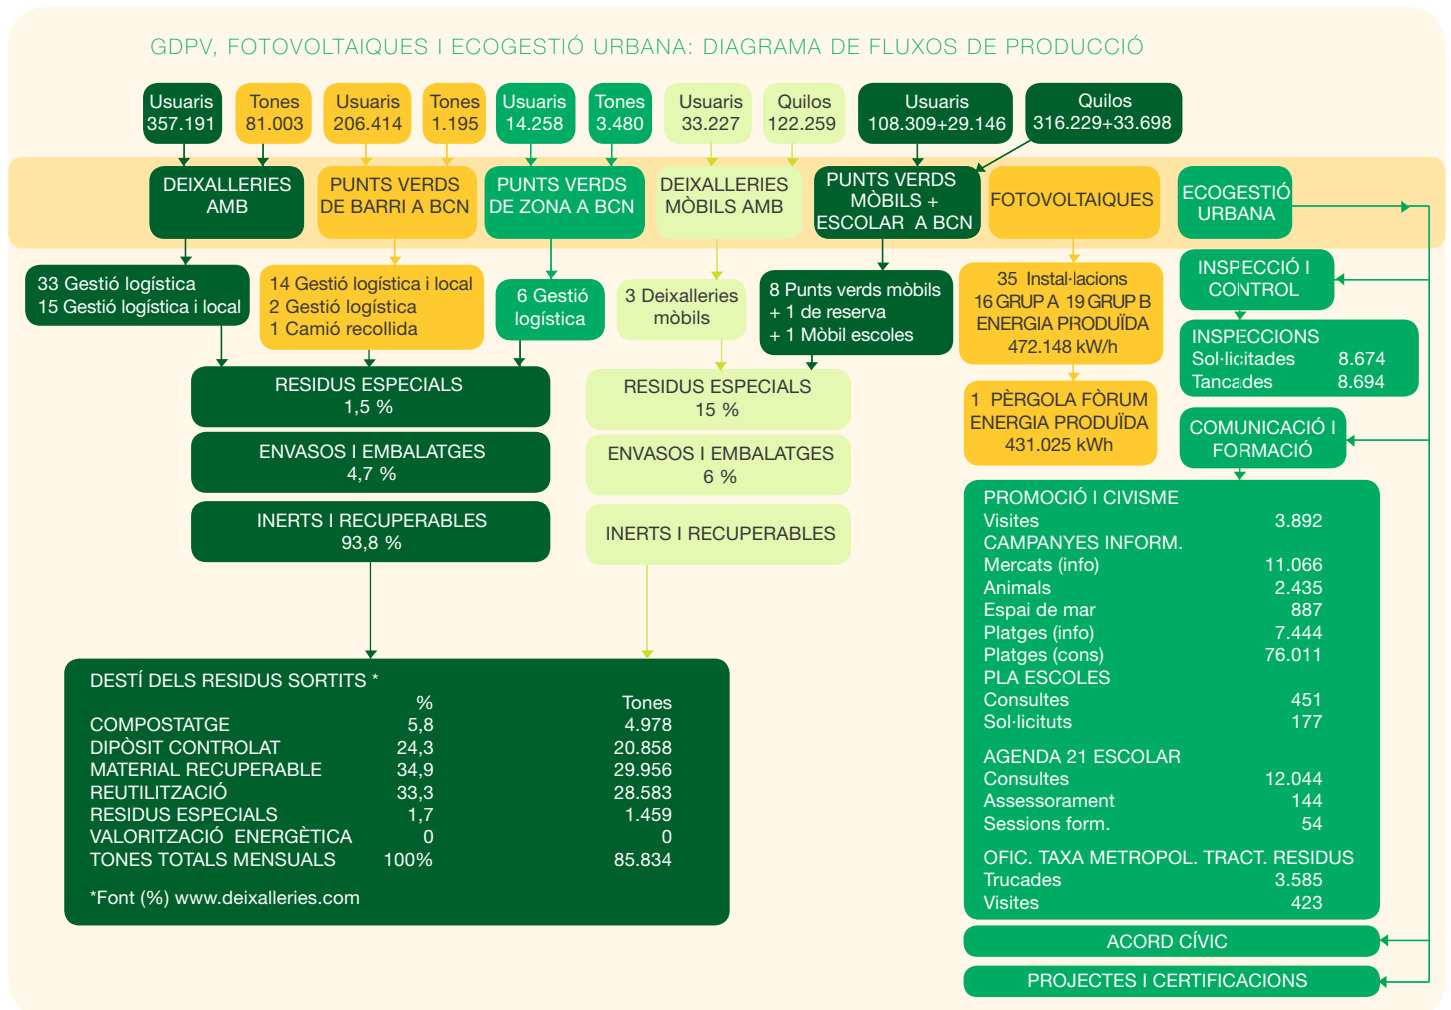 GDPV, FOTOVOLTAIQUES I ECOGESTIÓ URBANA: DIAGRAMA DE FLUXOS DE PRODUCCIÓ
Usuaris
357.191
Tones
81.003
Usuaris
206.414
Tones
1.195
Usuaris
14.258
Tones
3.480
Usuaris
33.227
Quilos
122.259
Usuaris
108.309+29.146
Quilos
316.229+33.698
DEIXALLERIES
AMB
PUNTS VERDS
DE BARRI A BCN
PUNTS VERDS
DE ZONA A BCN
DEIXALLERIES
MÒBILS AMB
PUNTS VERDS
MÒBILS +
ESCOLAR A BCN
FOTOVOLTAIQUES
ECOGESTIÓ
URBANA
33 Gestió logística
15 Gestió logística i local
14 Gestió logística i local
2 Gestió logística
1 Camió recollida
6 Gestió
logística
3 Deixalleries
mòbils
8 Punts verds mòbils
+ 1 de reserva
+ 1 Mòbil escoles
35 Instal·lacions
16 GRUP A 19 GRUP B
ENERGIA PRODUÏDA
472.148 kW/h
1 PÈRGOLA FÒRUM
ENERGIA PRODUÏDA
431.025 kWh
INSPECCIÓ I
CONTROL
INSPECCIONS
Sol·licitades 8.674
Tancades 8.694
COMUNICACIÓ I
FORMACIÓ
RESIDUS ESPECIALS
1,5 %
ENVASOS I EMBALATGES
4,7 %
INERTS I RECUPERABLES
93,8 %
RESIDUS ESPECIALS
15 %
ENVASOS I EMBALATGES
6 %
INERTS I RECUPERABLES
DESTÍ DELS RESIDUS SORTITS *
% Tones
COMPOSTATGE 5,8 4.978
DIPÒSIT CONTROLAT 24,3 20.858
MATERIAL RECUPERABLE 34,9 29.956
REUTILITZACIÓ 33,3 28.583
RESIDUS ESPECIALS 1,7 1.459
VALORITZACIÓ ENERGÈTICA 0 0
TONES TOTALS MENSUALS 100% 85.834
*Font (%) www.deixalleries.com
PROMOCIÓ I CIVISME
Visites 3.892
CAMPANYES INFORM.
Mercats (info) 11.066
Animals 2.435
Espai de mar 887
Platges (info) 7.444
Platges (cons) 76.011
PLA ESCOLES
Consultes 451
Sol·licituts 177
AGENDA 21 ESCOLAR
Consultes 12.044
Assessorament 144
Sessions form. 54
OFIC. TAXA METROPOL. TRACT. RESIDUS
Trucades 3.585
Visites 423
ACORD CÍVIC
PROJECTES I CERTIFICACIONS